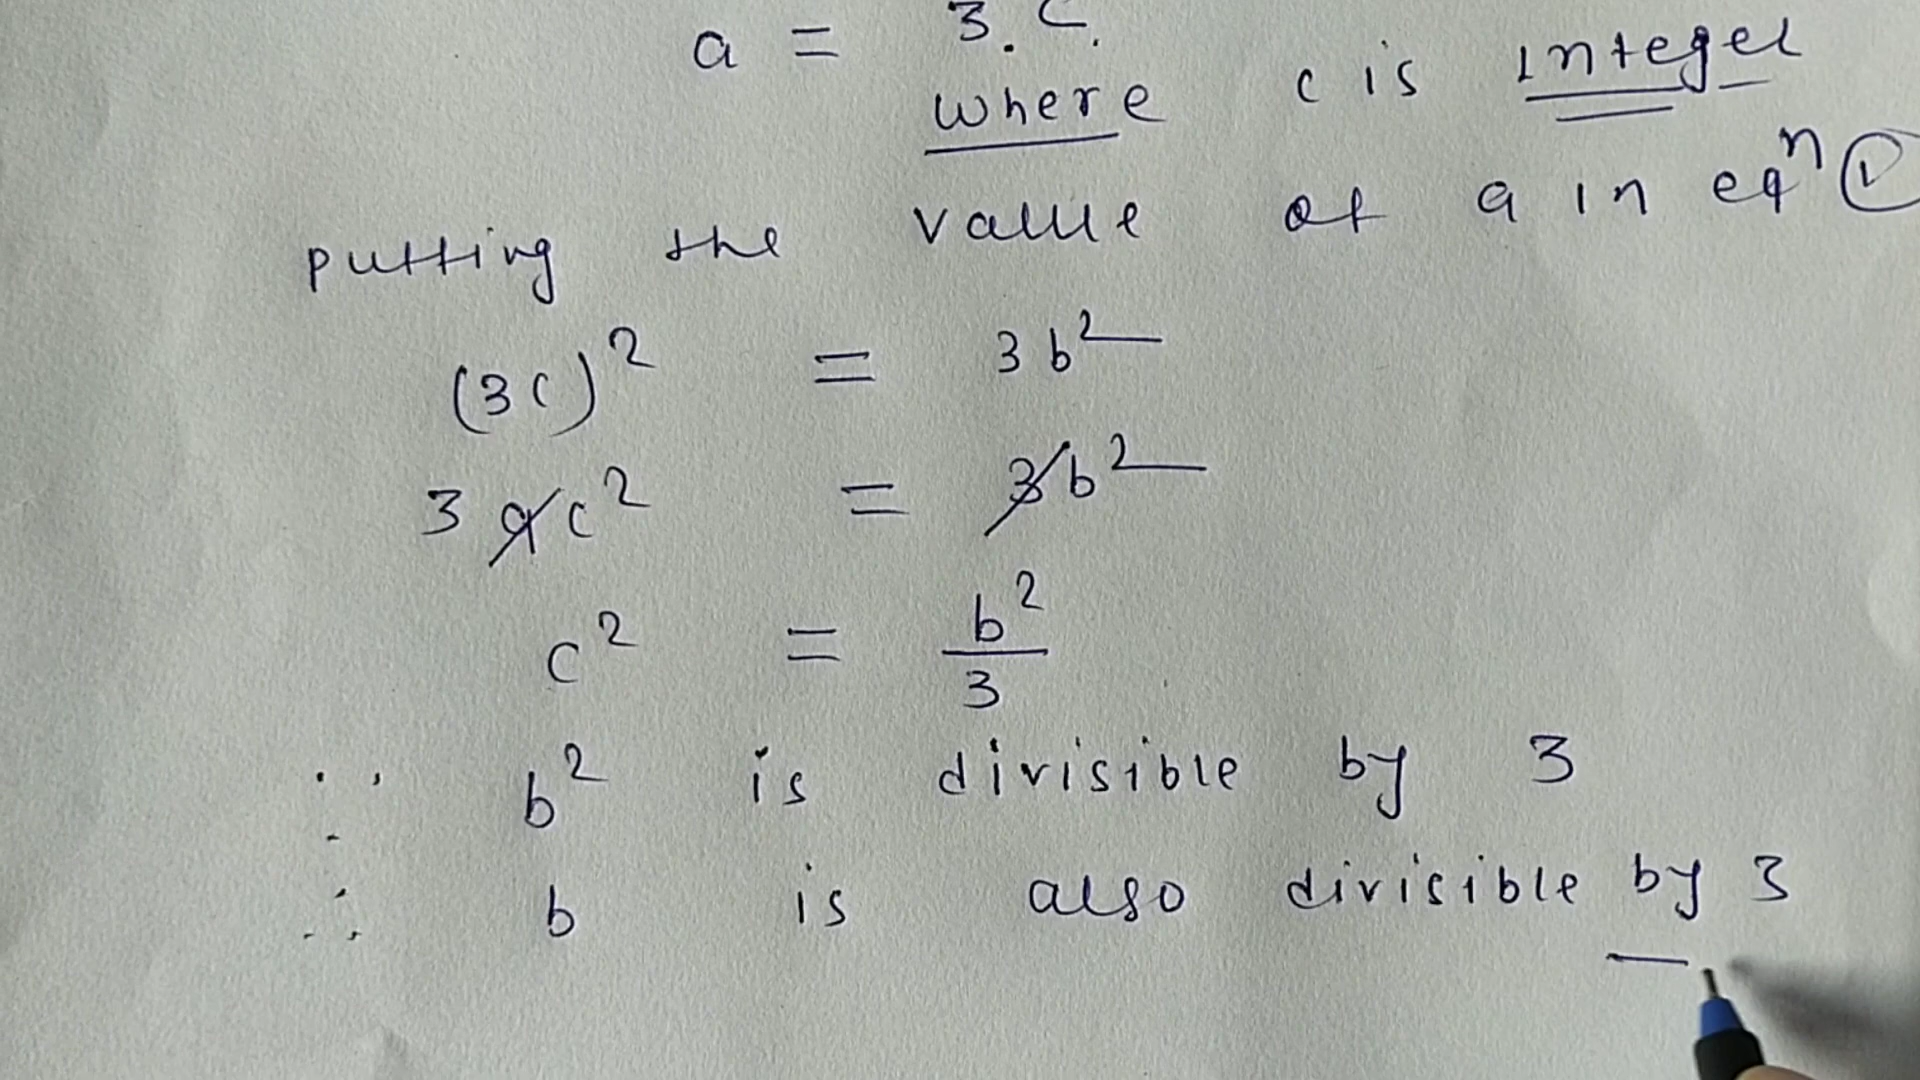 a = 3.C.
where c is integer
putting the value of a in eqⁿ ①
(3c)² = 3b²
3 9c² = 3b²
c² = b²/3
∵ b² is divisible by 3
∴ b is also divisible by 3